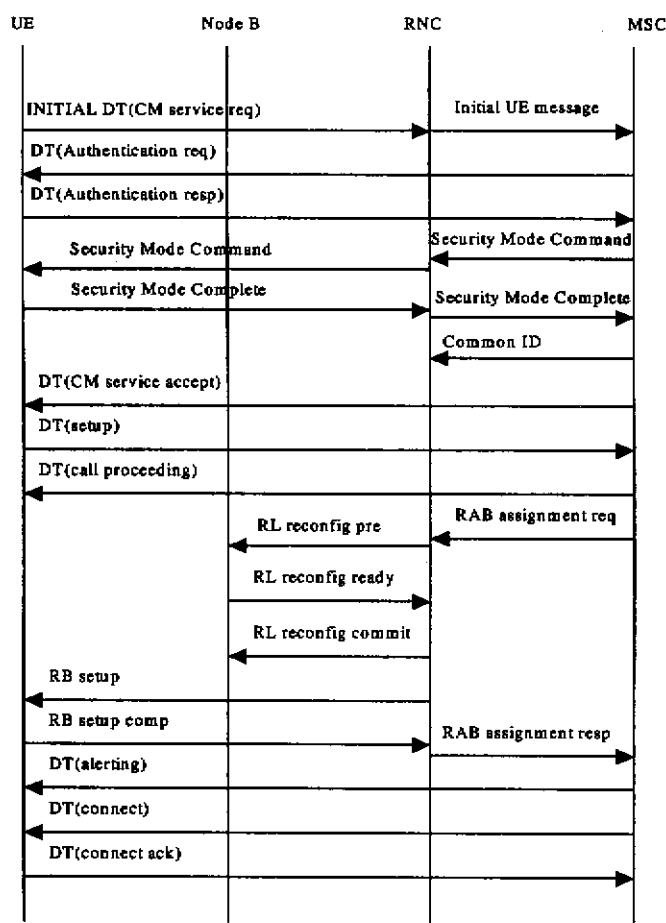 UE Node B RNC MSC
INITIAL DT(CM service req) Initial UE message
DT(Authentication req)
DT(Authentication resp)
Security Mode Command Security Mode Command
Security Mode Complete Security Mode Complete
Common ID
DT(CM service accept)
DT(setup)
DT(call proceeding)
RL reconfig pre RAB assignment req
RL reconfig ready
RL reconfig commit
RB setup
RB setup comp RAB assignment resp
DT(alerting)
DT(connect)
DT(connect ack)